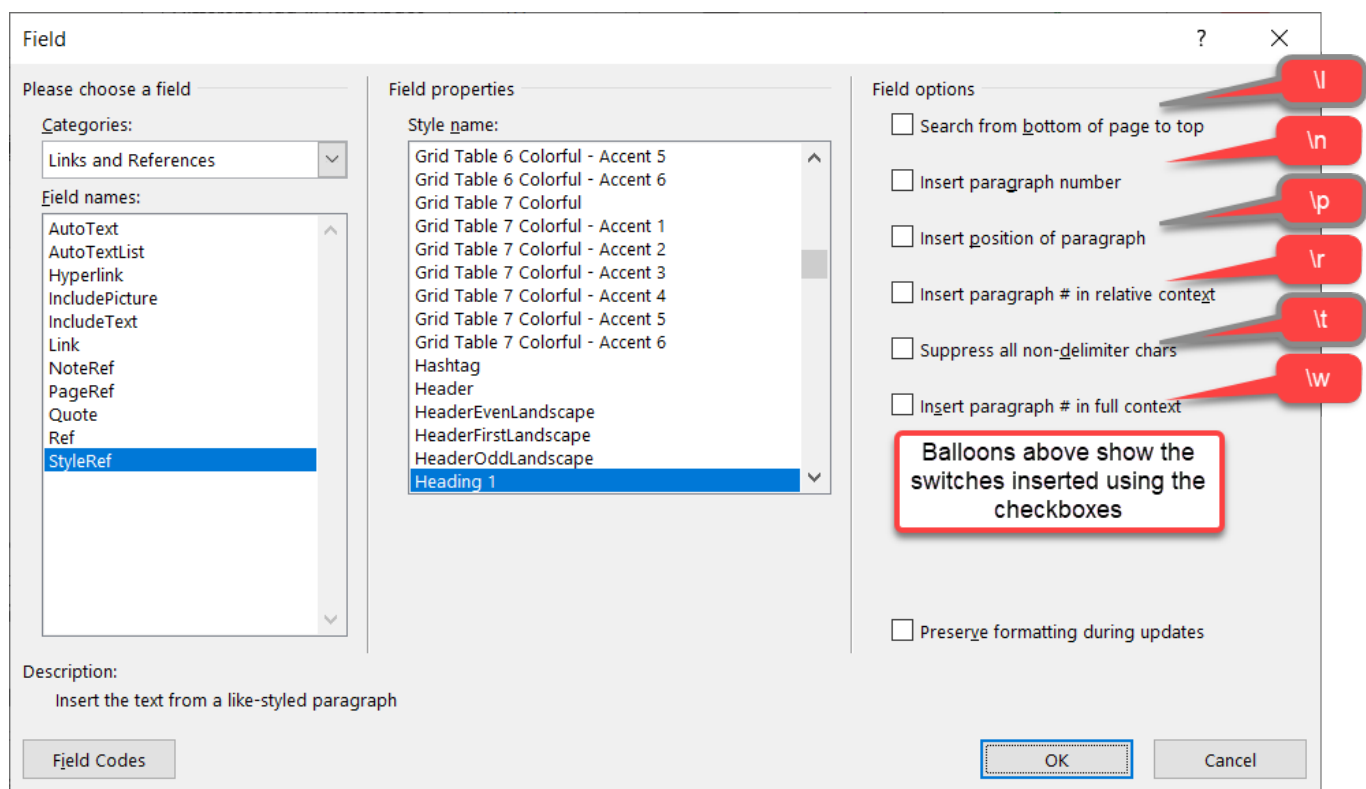 Field
?
Please choose a field
Categories:
Links and References
Field names:
AutoText
AutoTextList
Hyperlink
IncludePicture
IncludeText
Link
NoteRef
PageRef
Quote
Ref
StyleRef
Field properties
Style name:
Grid Table 6 Colorful - Accent 5
Grid Table 6 Colorful - Accent 6
Grid Table 7 Colorful
Grid Table 7 Colorful - Accent 1
Grid Table 7 Colorful - Accent 2
Grid Table 7 Colorful - Accent 3
Grid Table 7 Colorful - Accent 4
Grid Table 7 Colorful - Accent 5
Grid Table 7 Colorful - Accent 6
Hashtag
Header
HeaderEvenLandscape
HeaderFirstLandscape
HeaderOddLandscape
Heading 1
Field options
\l
Search from bottom of page to top
\n
Insert paragraph number
\p
Insert position of paragraph
\r
Insert paragraph # in relative context
\t
Suppress all non-delimiter chars
\w
Insert paragraph # in full context
Balloons above show the
switches inserted using the
checkboxes
Preserve formatting during updates
Description:
Insert the text from a like-styled paragraph
Field Codes
OK
Cancel